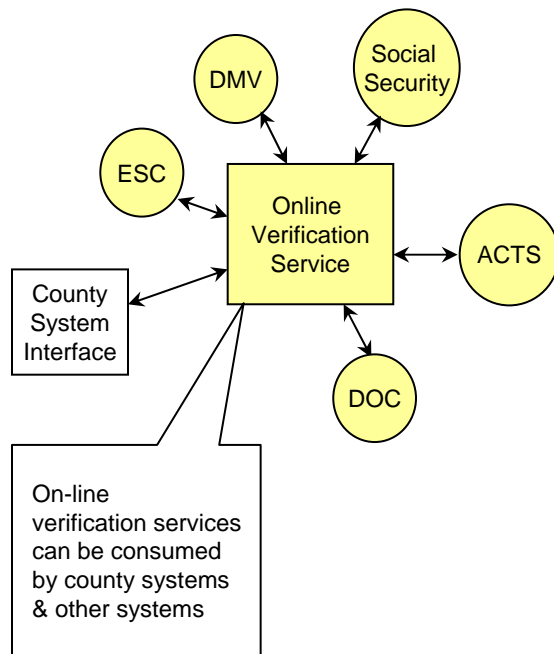 Social
Security
DMV
ESC
Online
Verification
Service
ACTS
County
System
Interface
DOC
On-line
verification services
can be consumed
by county systems
& other systems